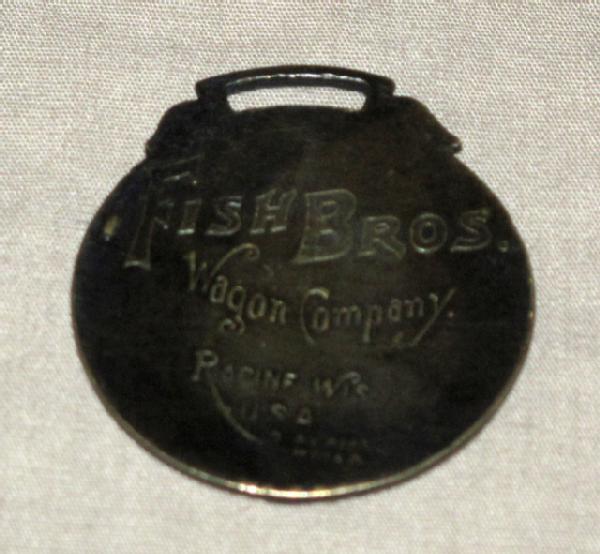 FISH BROS.
Wagon Company.
RACINE WIS.
U.S.A.